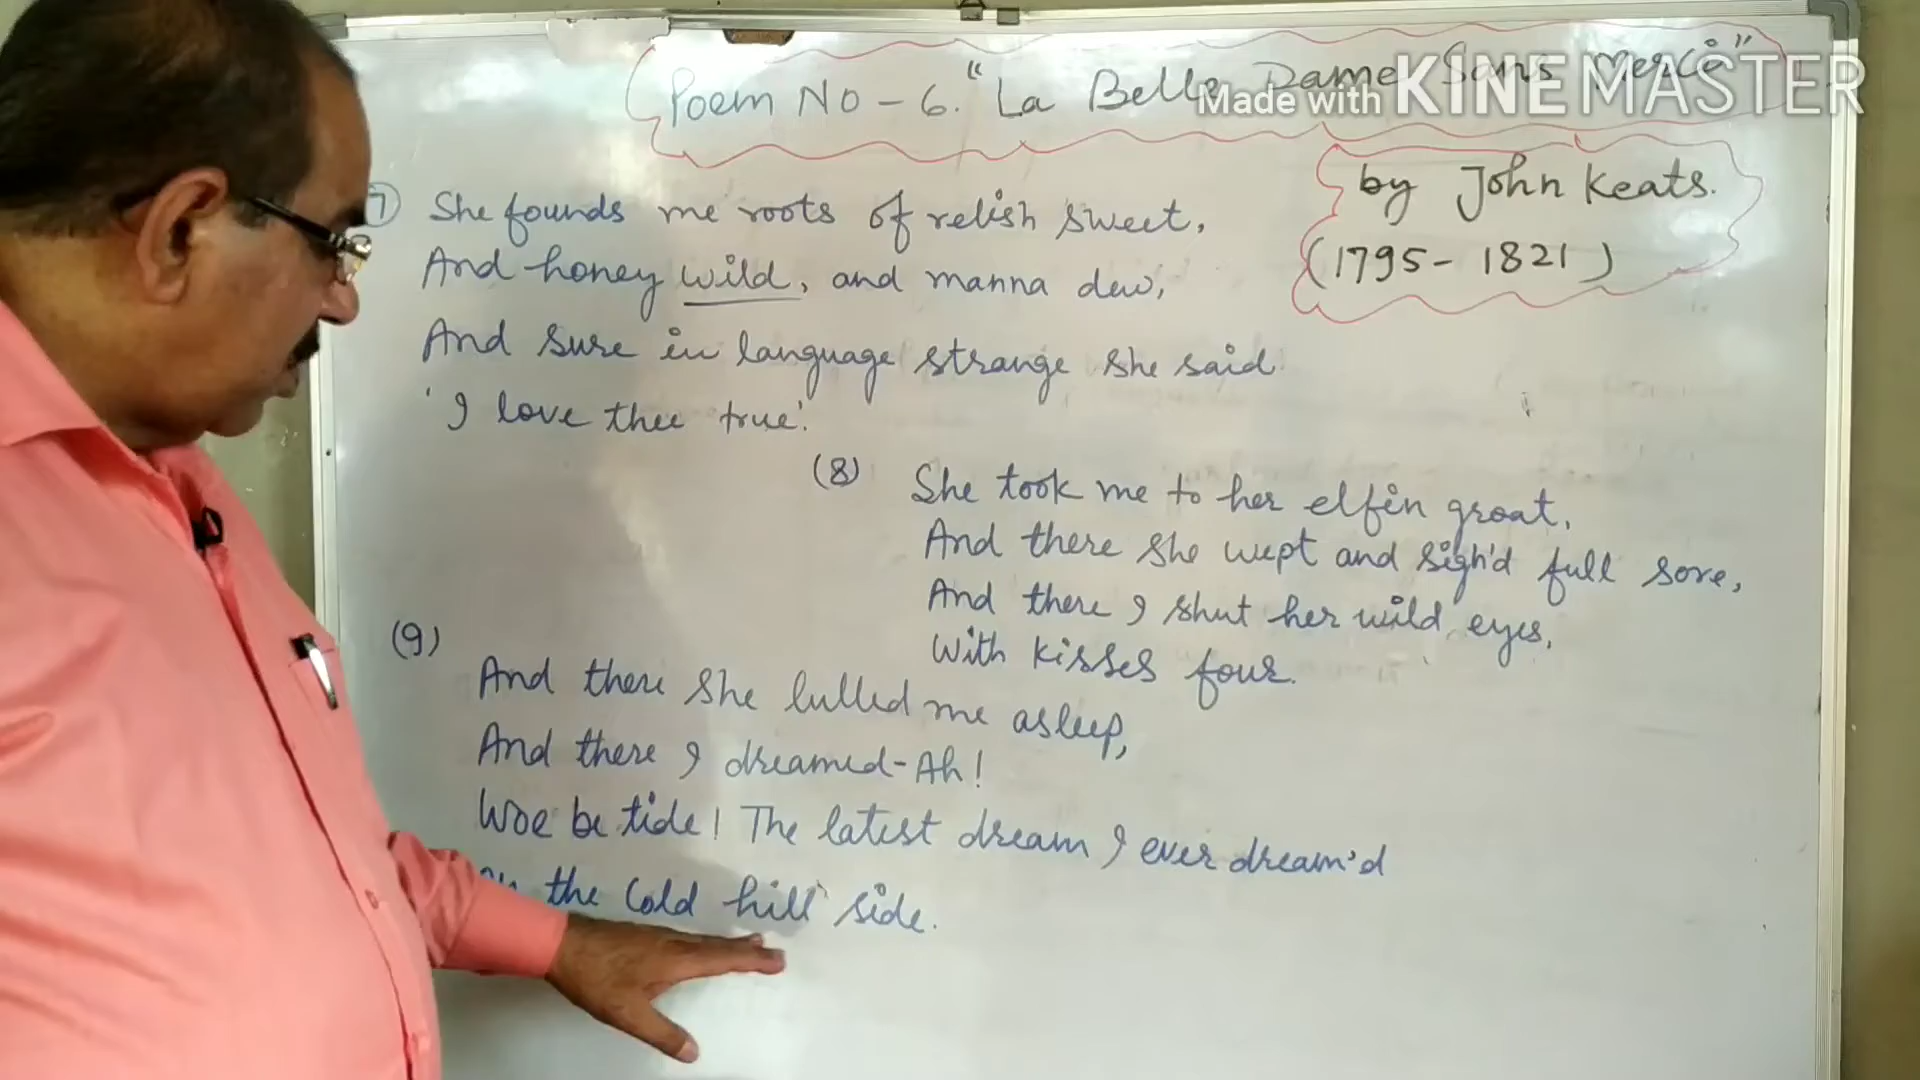 Poem No - 6. "La Belle Dame Sans Merci"
Made with KINEMASTER
by John Keats.
(1795 - 1821)
7 She founds me roots of relish sweet,
And honey wild, and manna dew,
And sure in language strange she said
'I love thee true'.
(8) She took me to her elfin groat,
And there she wept and sigh'd full sore,
And there I shut her wild eyes,
With kisses four.
(9)
And there she lulled me asleep,
And there I dreamed - Ah!
Woe be tide! The latest dream I ever dream'd
the cold hill side.